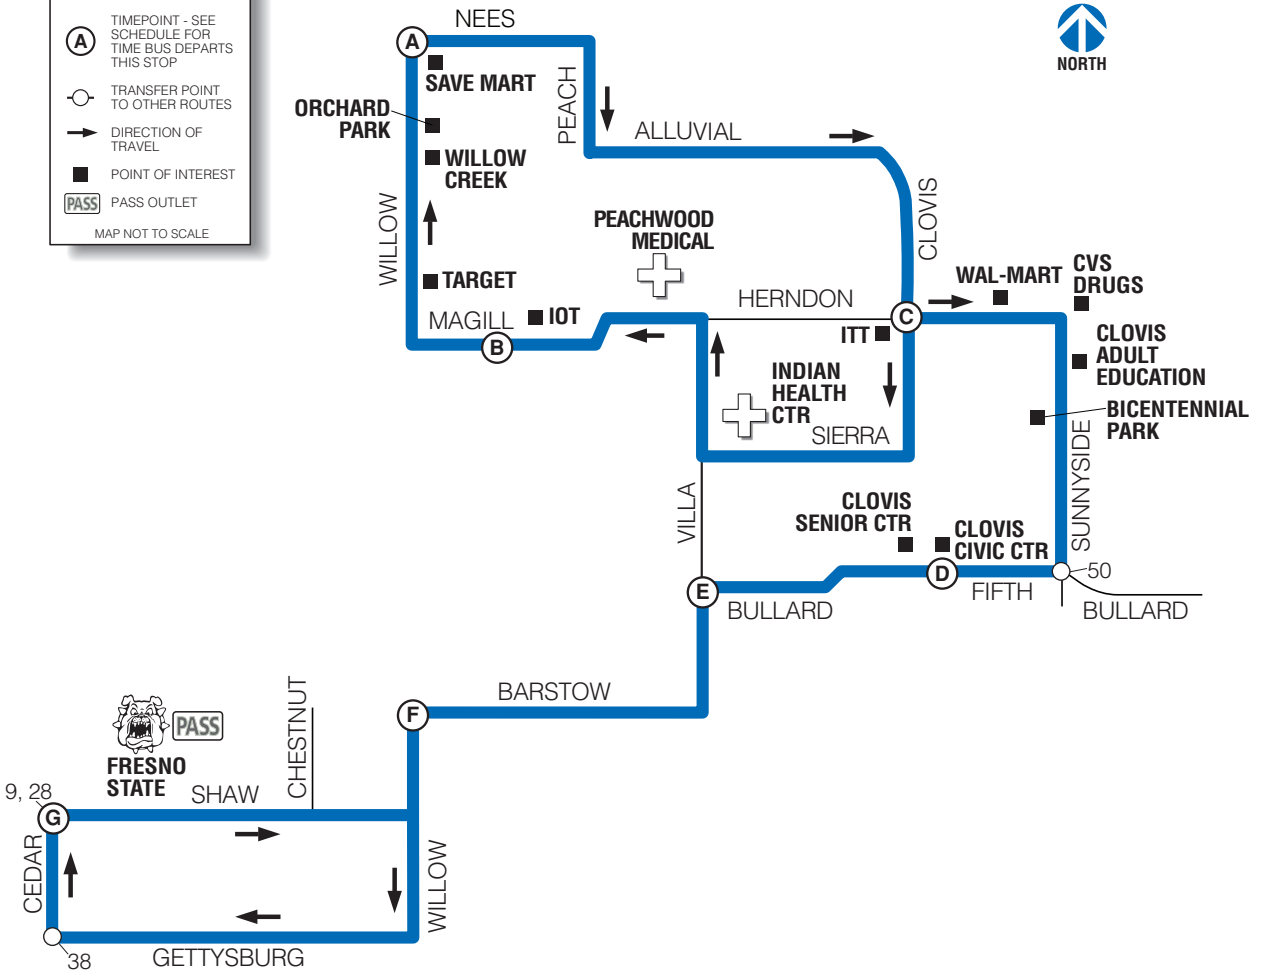 A
TIMEPOINT - SEE
SCHEDULE FOR
TIME BUS DEPARTS
THIS STOP
TRANSFER POINT
TO OTHER ROUTES
DIRECTION OF
TRAVEL
POINT OF INTEREST
PASS
PASS OUTLET
MAP NOT TO SCALE
NORTH
NEES
A
SAVE MART
PEACH
ORCHARD
PARK
ALLUVIAL
WILLOW
CREEK
WILLOW
CLOVIS
PEACHWOOD
MEDICAL
TARGET
WAL-MART
CVS
DRUGS
HERNDON
C
MAGILL
IOT
B
ITT
CLOVIS
ADULT
EDUCATION
INDIAN
HEALTH
CTR
BICENTENNIAL
PARK
SIERRA
SUNNYSIDE
VILLA
CLOVIS
SENIOR CTR
CLOVIS
CIVIC CTR
D
50
E
BULLARD
FIFTH
BULLARD
BARSTOW
F
PASS
CHESTNUT
FRESNO
STATE
SHAW
9, 28
G
CEDAR
WILLOW
GETTYSBURG
38